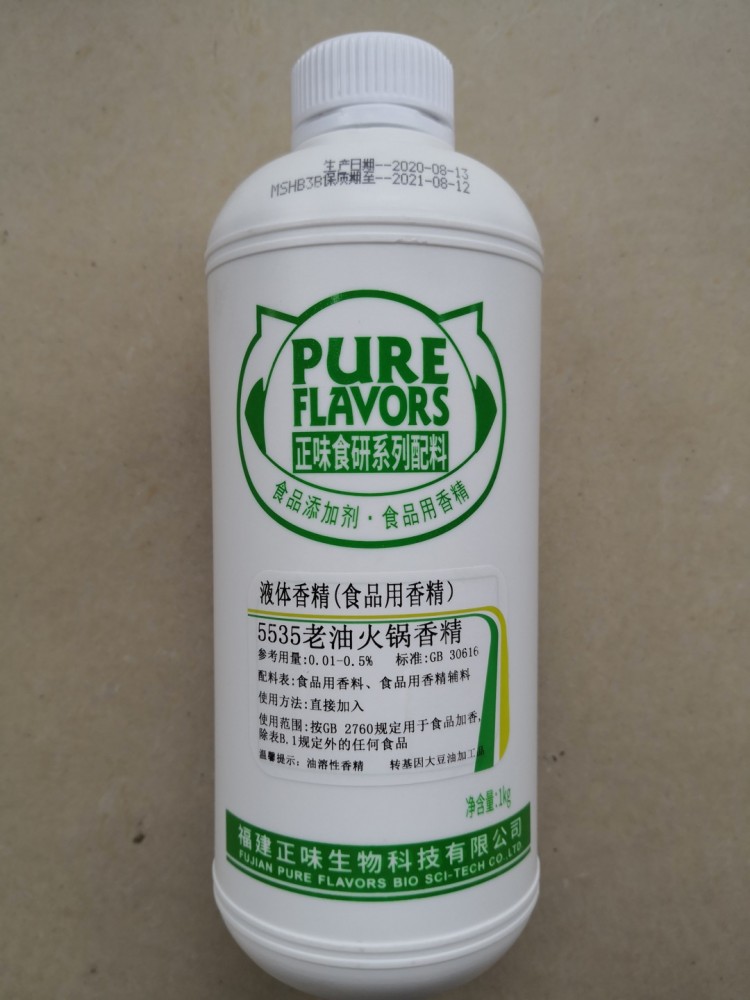 生产日期--2020-08-13
MSHB3B保质期至--2021-08-12
PURE
FLAVORS
正味食研系列配料
食品添加剂·食品用香精
液体香精(食品用香精)
5535老油火锅香精
参考用量:0.01-0.5% 标准:GB 30616
配料表:食品用香料、食品用香精辅料
使用方法:直接加入
使用范围:按GB 2760规定用于食品加香,
除表B.1规定外的任何食品
温馨提示: 油溶性香精 转基因大豆油加工品
净含量:1kg
福建正味生物科技有限公司
FUJIAN PURE FLAVORS BIO SCI-TECH CO.,LTD.